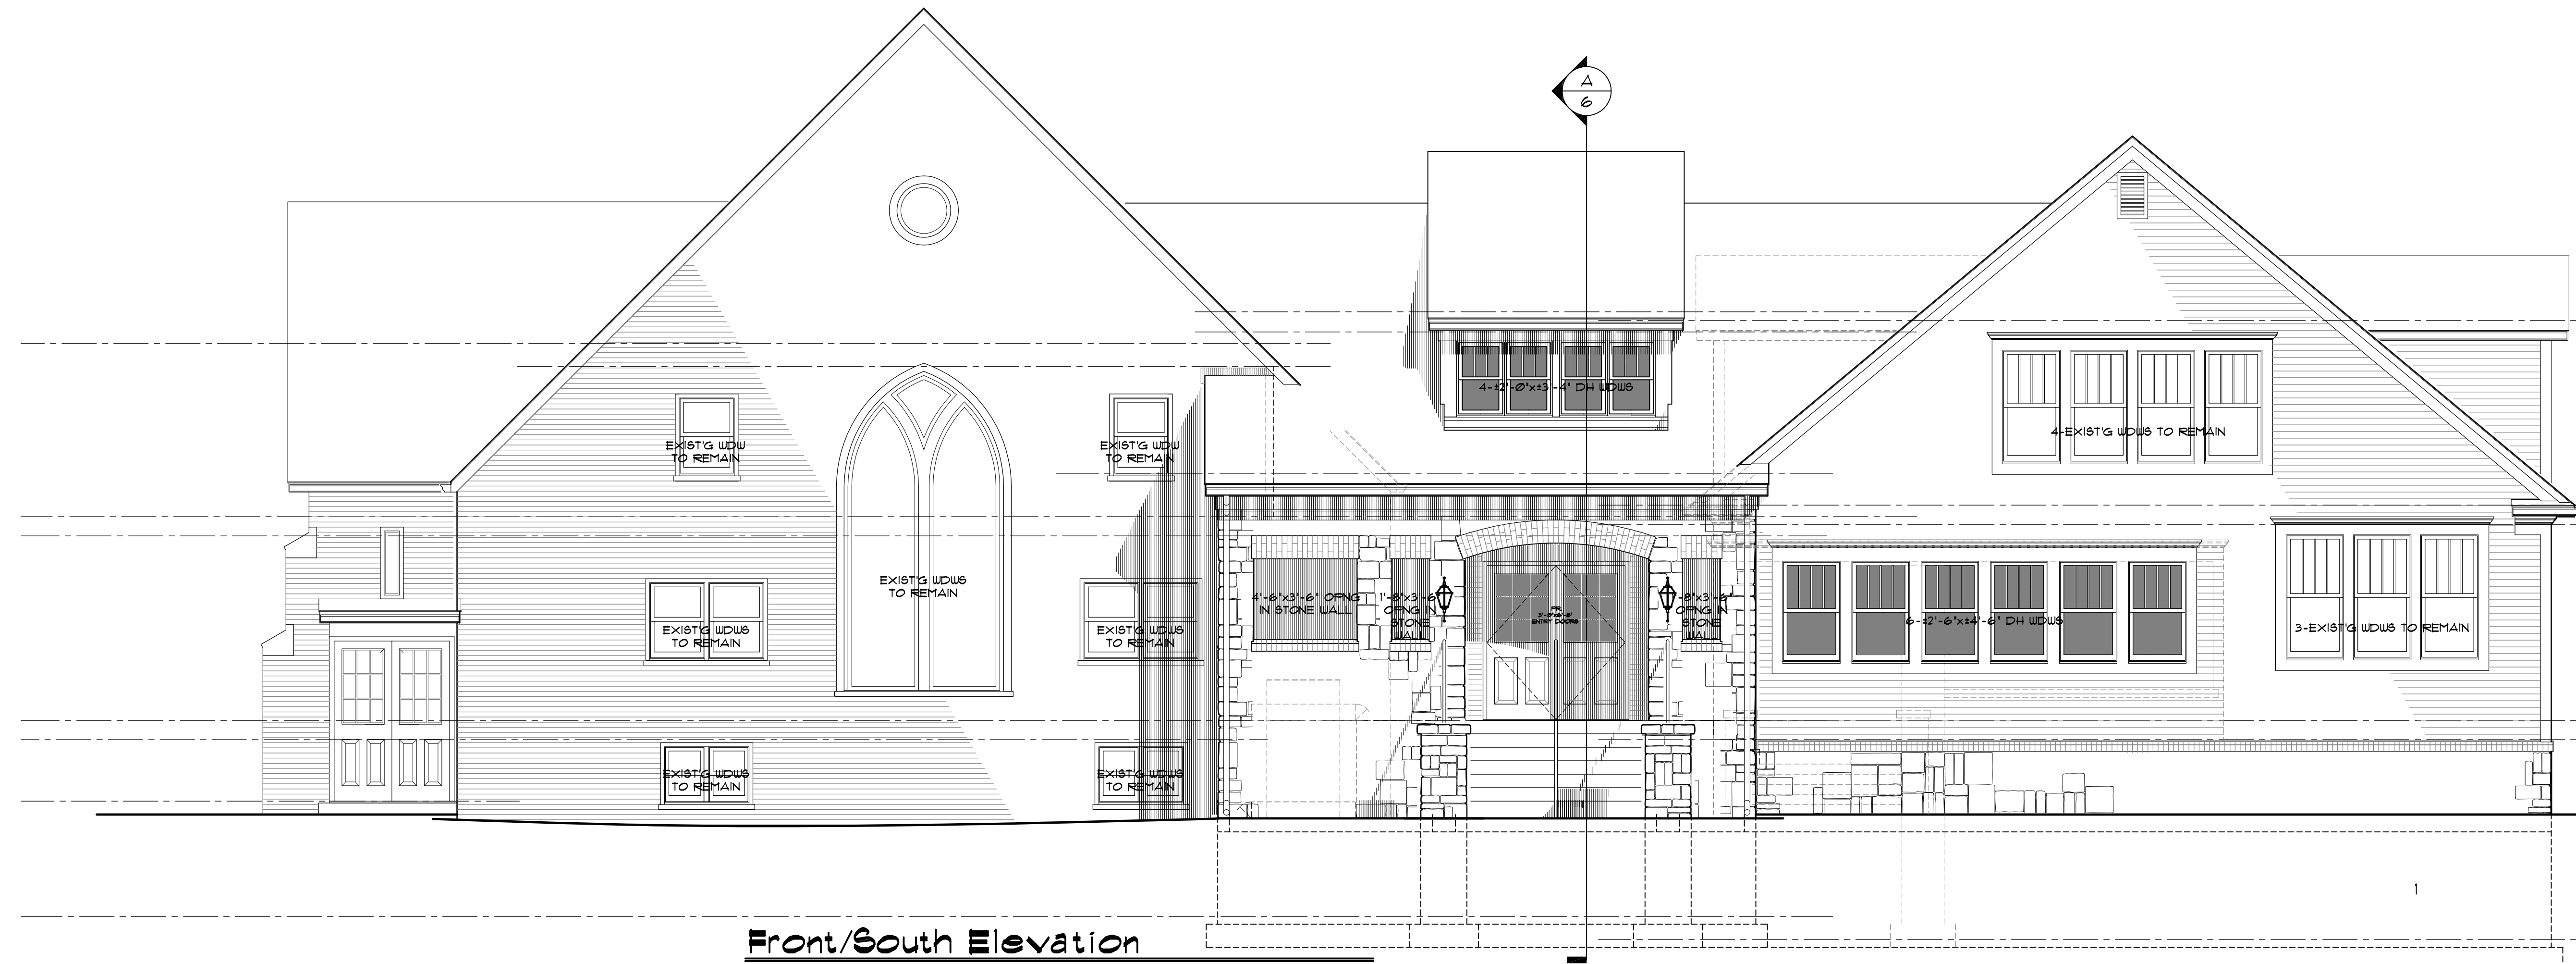 A
6
4-±2'-0"x±3'-4" DH WDWS
EXIST'G WDW
TO REMAIN
EXIST'G WDW
TO REMAIN
4-EXIST'G WDWS TO REMAIN
EXIST'G WDWS
TO REMAIN
4'-6"x3'-6" OPNG
IN STONE WALL
1'-8"x3'-6"
OPNG IN
STONE
WALL
PR.
ENTRY DOORS
-8"x3'-6"
OPNG IN
STONE
WALL
6-±2'-6"x±4'-6" DH WDWS
3-EXIST'G WDWS TO REMAIN
EXIST'G WDWS
TO REMAIN
EXIST'G WDWS
TO REMAIN
EXIST'G WDWS
TO REMAIN
EXIST'G WDWS
TO REMAIN
1
Front/South Elevation